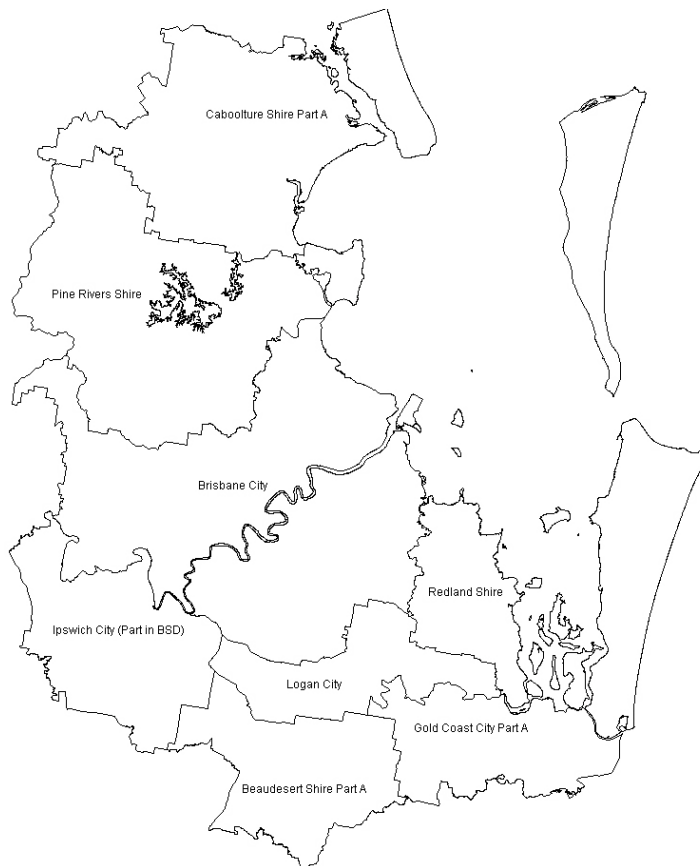 Caboolture Shire Part A
Pine Rivers Shire
Brisbane City
Redland Shire
Ipswich City (Part in BSD)
Logan City
Gold Coast City Part A
Beaudesert Shire Part A